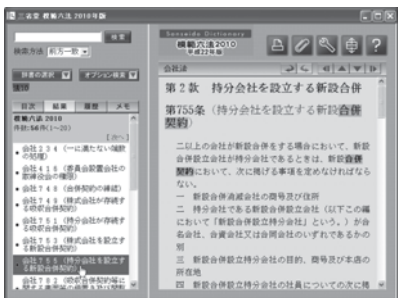 三省堂 模範六法 2010年版
検索
検索方法 前方一致
辞書の選択 オプション検索
目次 結果 履歴 メモ
模範六法 2010
件数:56件(1~20)
[次へ]
会社234 (一に満たない端数の処理)
会社416 (委員会設置会社の取締役会の権限)
会社748 (合併契約の締結)
会社749 (株式会社が存続する吸収合併契約)
会社751 (持分会社が存続する吸収合併契約)
会社753 (株式会社を設立する新設合併契約)
会社755 (持分会社を設立する新設合併契約)
会社782 (吸収合併契約等に
Sanseido Dictionary
模範六法2010
平成22年版
会社法
第2款 持分会社を設立する新設合併
第755条(持分会社を設立する新設合併
契約)
二以上の会社が新設合併をする場合において、新設
合併設立会社が持分会社であるときは、新設合併
契約において、次に掲げる事項を定めなければなら
ない。
一 新設合併消滅会社の商号及び住所
二 持分会社である新設合併設立会社(以下この編
において「新設合併設立持分会社」という。)が合
名会社、合資会社又は合同会社のいずれであるかの
別
三 新設合併設立持分会社の目的、商号及び本店の
所在地
四 新設合併設立持分会社の社員についての次に掲